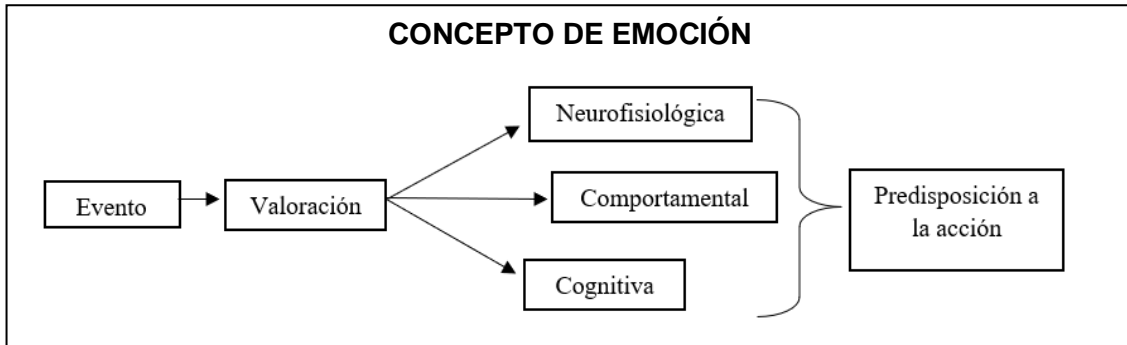 CONCEPTO DE EMOCIÓN
Evento
Valoración
Neurofisiológica
Comportamental
Cognitiva
Predisposición a
la acción